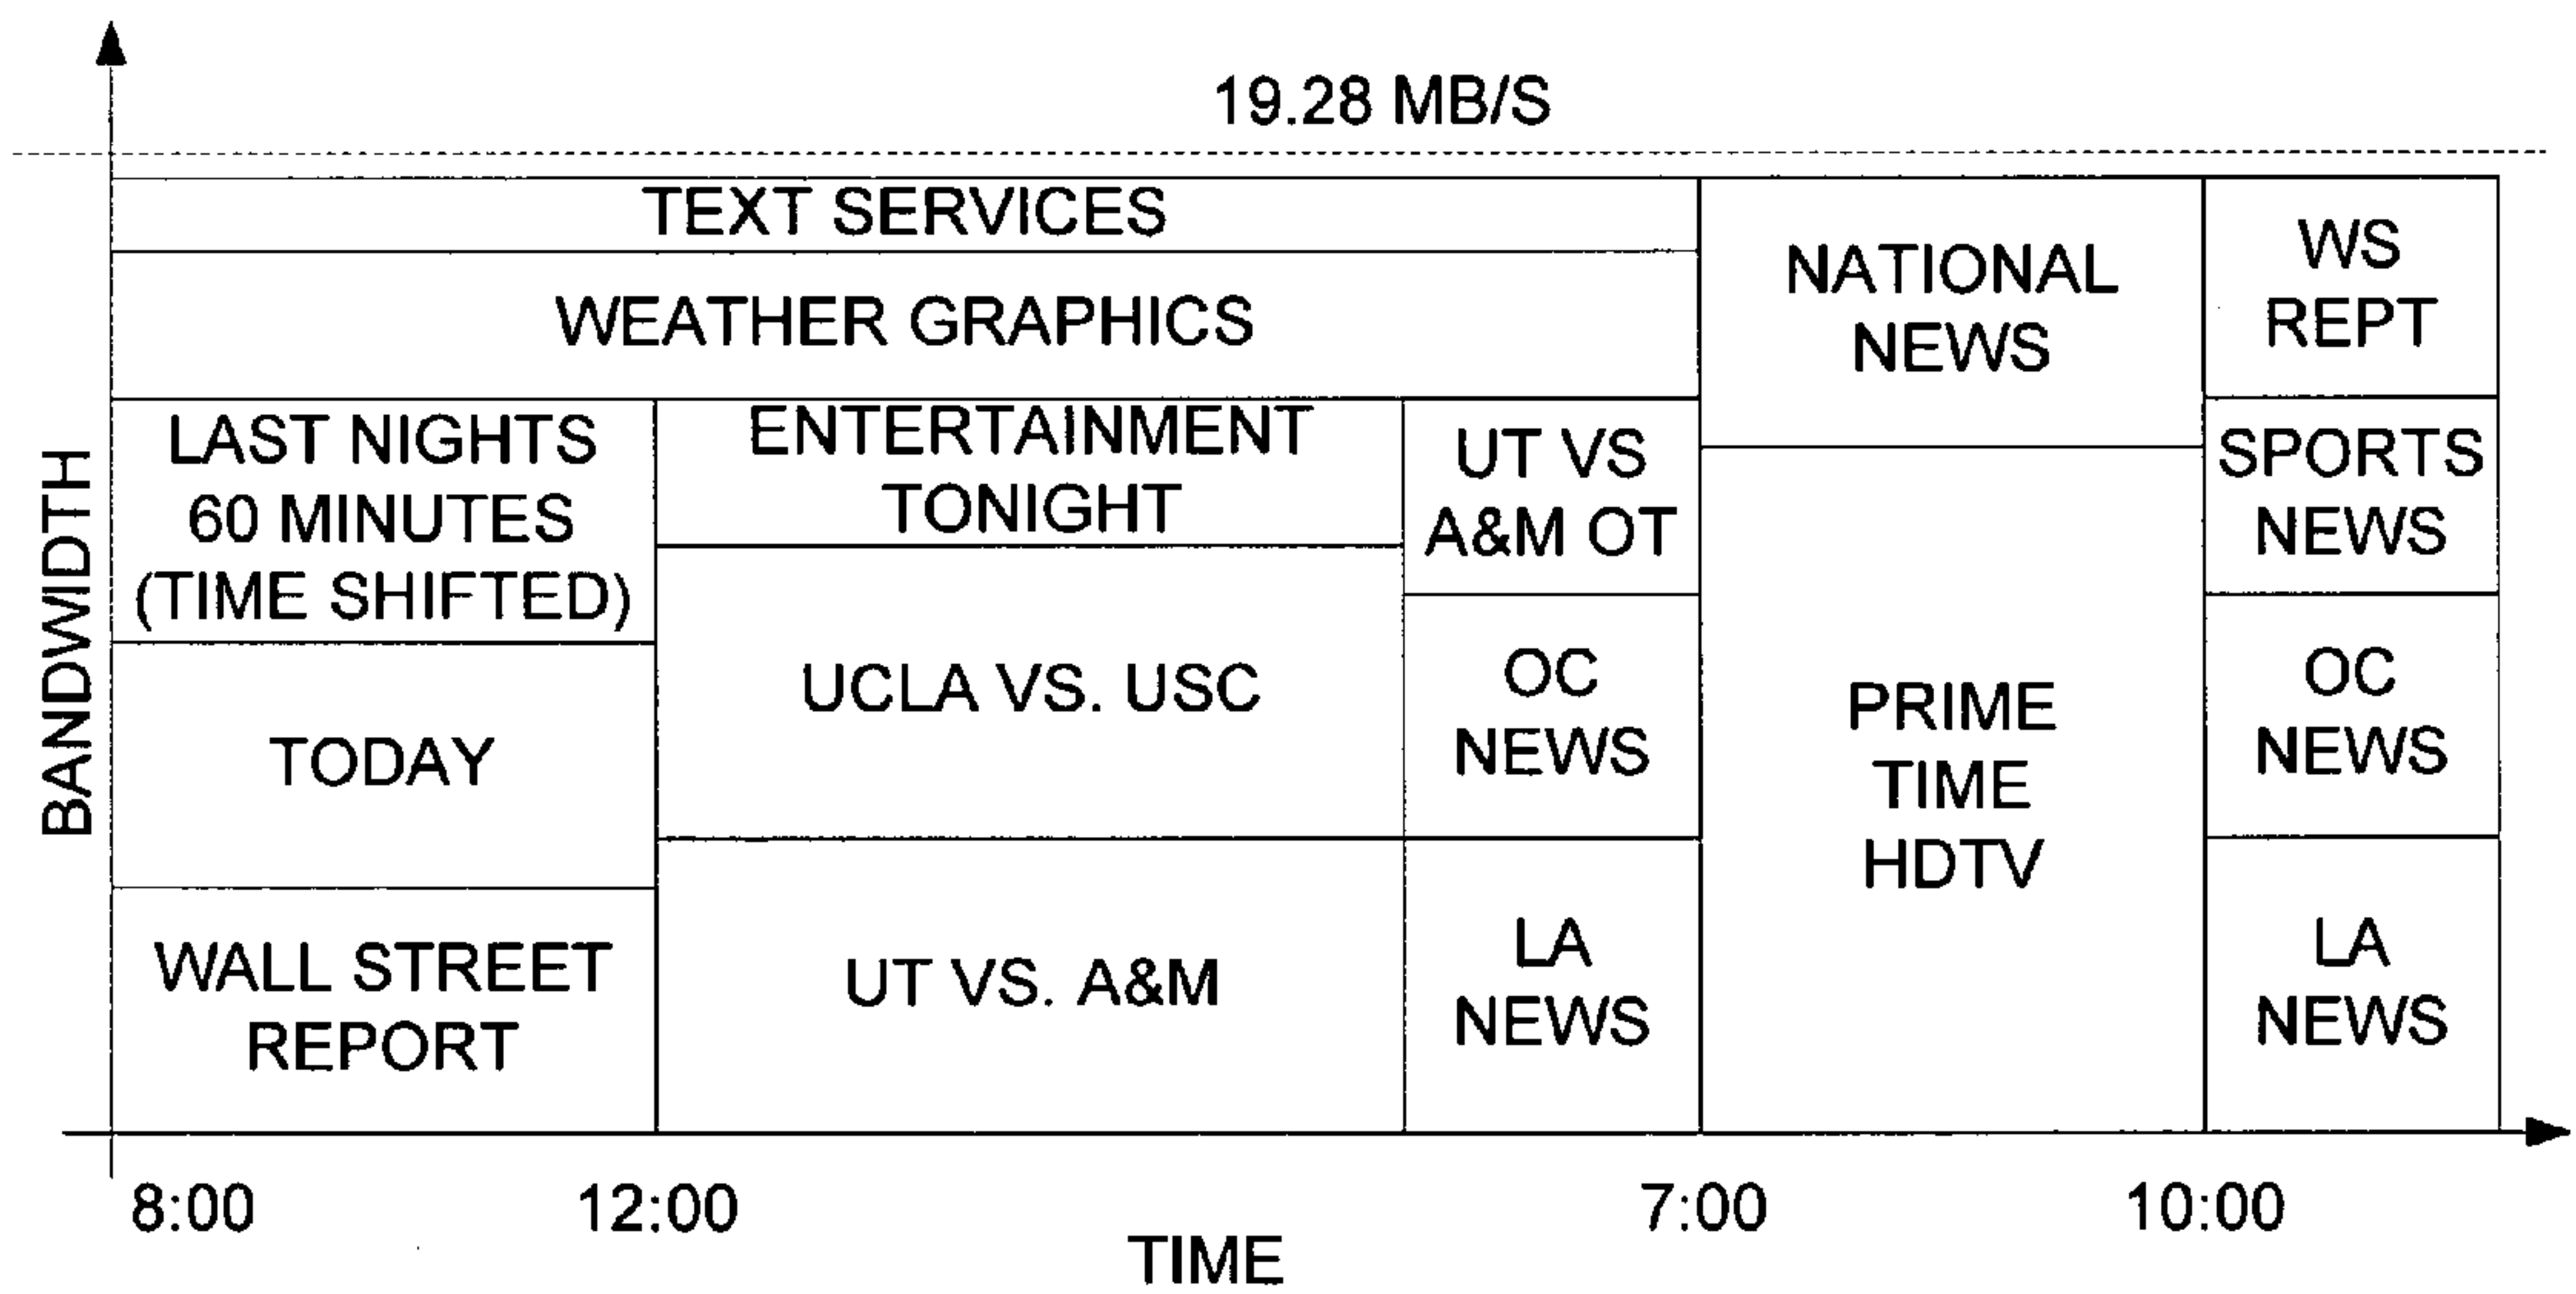 19.28 MB/S
TEXT SERVICES
WEATHER GRAPHICS
NATIONAL
NEWS
WS
REPT
LAST NIGHTS
60 MINUTES
(TIME SHIFTED)
ENTERTAINMENT
TONIGHT
UT VS
A&M OT
SPORTS
NEWS
BANDWIDTH
TODAY
UCLA VS. USC
OC
NEWS
PRIME
TIME
HDTV
OC
NEWS
WALL STREET
REPORT
UT VS. A&M
LA
NEWS
LA
NEWS
8:00
12:00
7:00
10:00
TIME